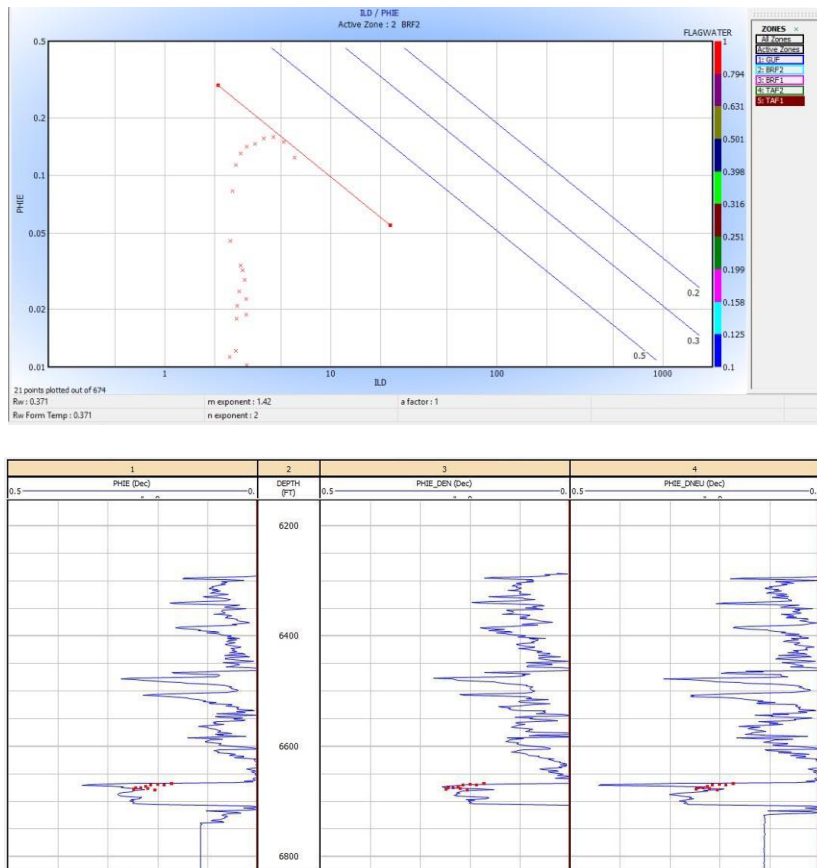 ILD / PHIE
Active Zone : 2 BRF2
FLAGWATER
ZONES ×
All Zones
Active Zones
1: GUF
2: BRF2
3: BRF1
4: TAF2
5: TAF1
0.5
0.2
0.1
0.05
0.02
0.01
PHIE
1
10
100
1000
ILD
0.2
0.3
0.5
1
0.794
0.631
0.501
0.398
0.316
0.251
0.199
0.158
0.125
0.1
21 points plotted out of 674
Rw : 0.371 m exponent : 1.42 a factor : 1
Rw Form Temp : 0.371 n exponent : 2
1 2 3 4
PHIE (Dec) DEPTH PHIE_DEN (Dec) PHIE_DNEU (Dec)
0.5 0. (FT) 0.5 0. 0.5 0.
6200
6400
6600
6800